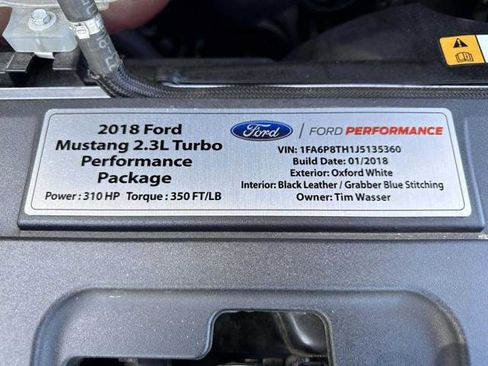 2018 Ford
Mustang 2.3L Turbo
Performance
Package
Power : 310 HP Torque : 350 FT/LB
Ford
FORD PERFORMANCE
VIN: 1FA6P8TH1J5135360
Build Date: 01/2018
Exterior: Oxford White
Interior: Black Leather / Grabber Blue Stitching
Owner: Tim Wasser